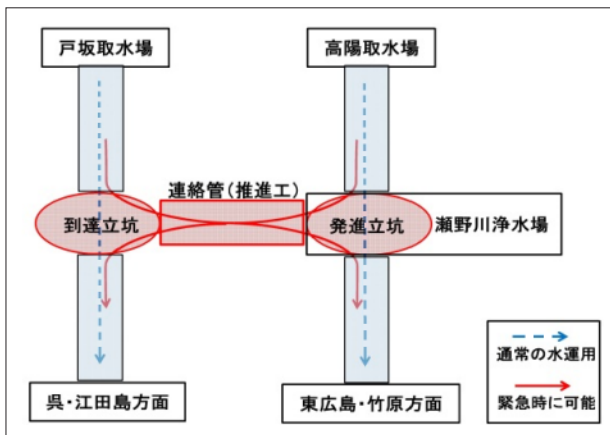 戸坂取水場
高陽取水場
連絡管(推進工)
到達立坑
発進立坑
瀬野川浄水場
呉・江田島方面
東広島・竹原方面
通常の水運用
緊急時に可能